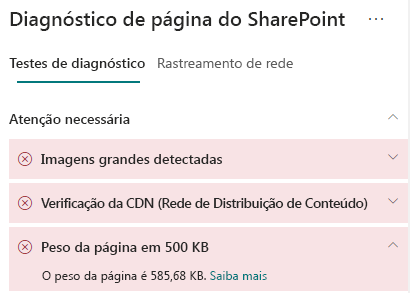 Diagnóstico de página do SharePoint ...
Testes de diagnóstico Rastreamento de rede
Atenção necessária
Imagens grandes detectadas
Verificação da CDN (Rede de Distribuição de Conteúdo)
Peso da página em 500 KB
O peso da página é 585,68 KB. Saiba mais